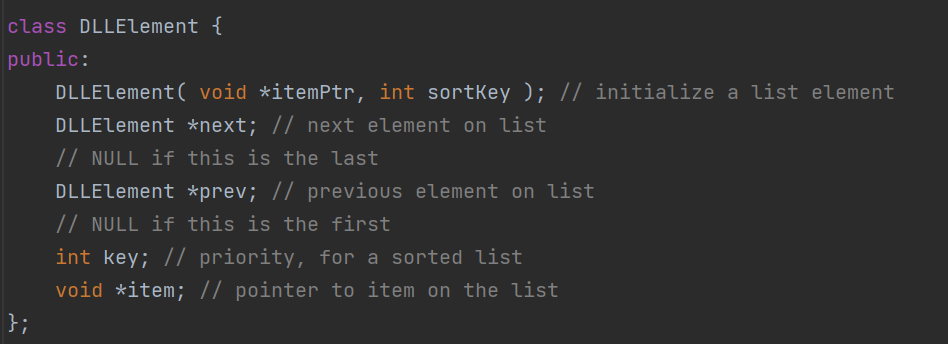 class DLLElement {
public:
    DLLElement( void *itemPtr, int sortKey ); // initialize a list element
    DLLElement *next; // next element on list
    // NULL if this is the last
    DLLElement *prev; // previous element on list
    // NULL if this is the first
    int key; // priority, for a sorted list
    void *item; // pointer to item on the list
};